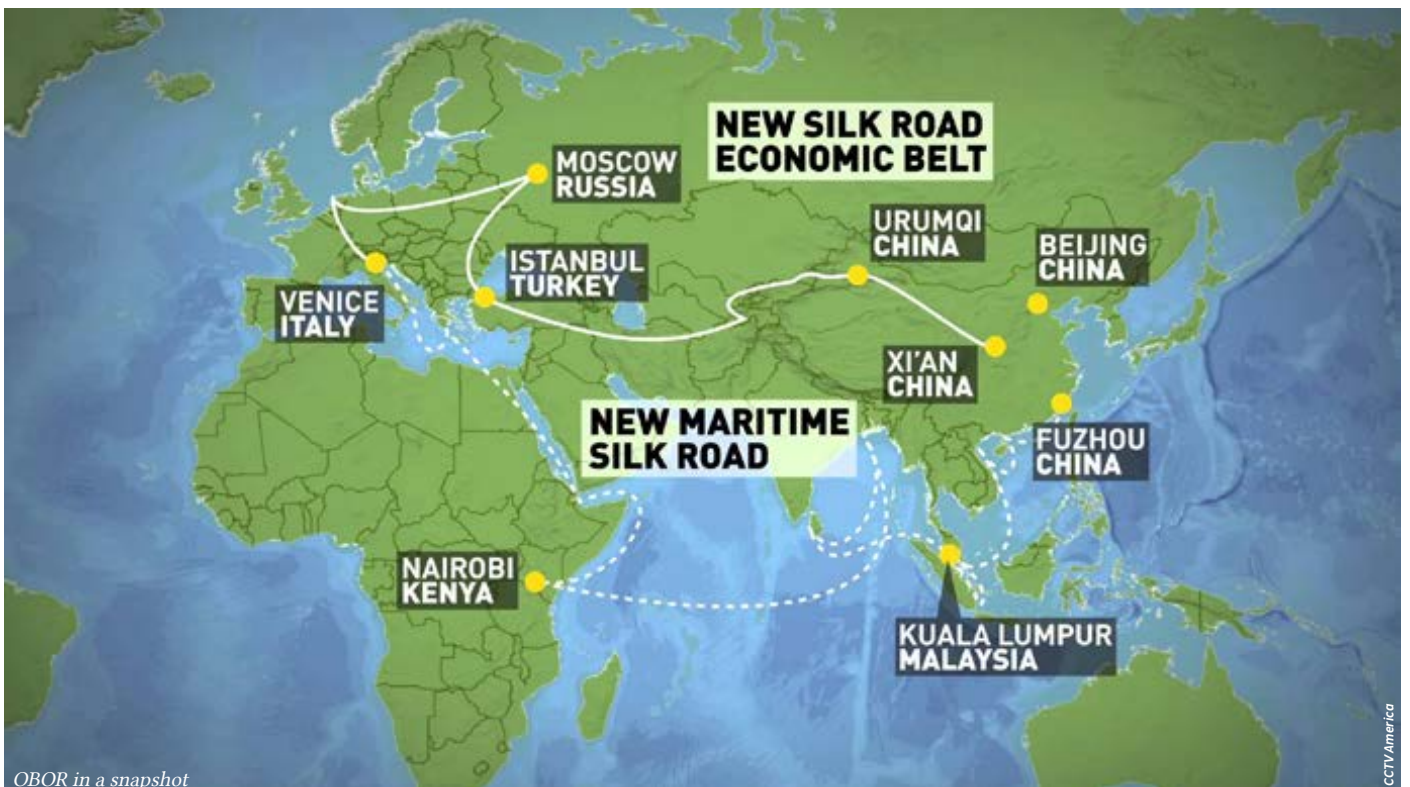 NEW SILK ROAD
ECONOMIC BELT
MOSCOW
RUSSIA
URUMQI
CHINA
BEIJING
CHINA
ISTANBUL
TURKEY
VENICE
ITALY
XI'AN
CHINA
NEW MARITIME
SILK ROAD
FUZHOU
CHINA
NAIROBI
KENYA
KUALA LUMPUR
MALAYSIA
CCTV America
OBOR in a snapshot